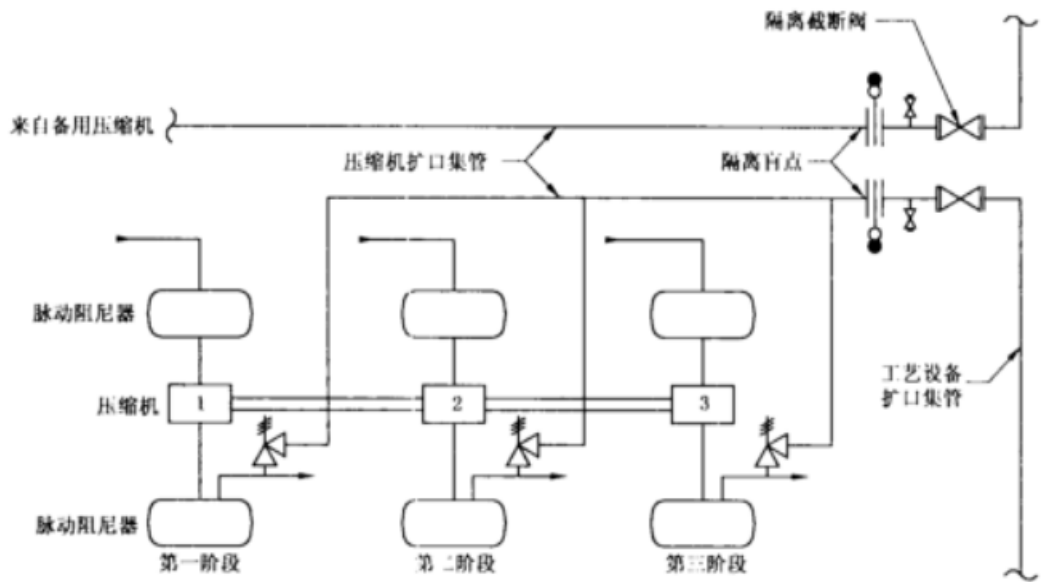 隔离截断阀
来自备用压缩机
压缩机扩口集管
隔离盲点
脉动阻尼器
工艺设备
扩口集管
压缩机
1
2
3
脉动阻尼器
第一阶段
第二阶段
第三阶段